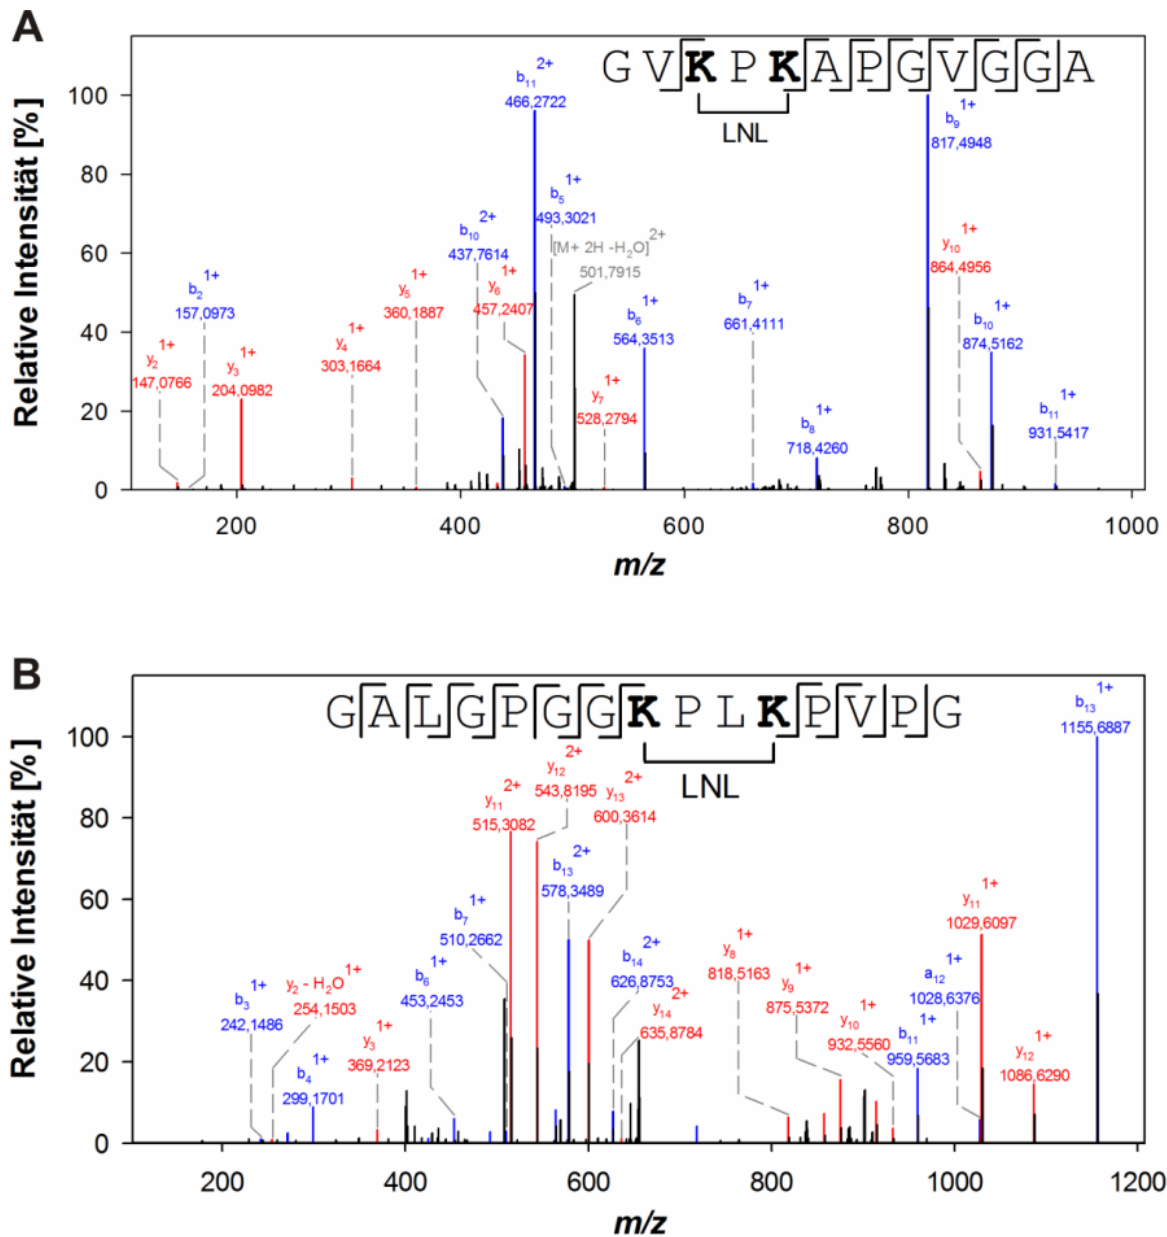 A
Relative Intensität [%]
G V K P K A P G V G G A
LNL
b11 2+
466,2722
b9 1+
817,4948
b5 1+
493,3021
b10 2+
437,7614
[M+ 2H -H2O] 2+
501,7915
y10 1+
864,4956
y5 1+
360,1887
b2 1+
157,0973
y6 1+
457,2407
b7 1+
661,4111
b6 1+
564,3513
b10 1+
874,5162
y2 1+
147,0766
y3 1+
204,0982
y4 1+
303,1664
y7 1+
528,2794
b8 1+
718,4260
b11 1+
931,5417
100
80
60
40
20
0
200 400 600 800 1000
m/z
B
Relative Intensität [%]
G A L G P G G K P L K P V P G
LNL
b13 1+
1155,6887
y11 2+
515,3082
y12 2+
543,8195
y13 2+
600,3614
b13 2+
578,3489
b7 1+
510,2662
y11 1+
1029,6097
b3 1+
242,1486
y2 - H2O 1+
254,1503
b6 1+
453,2453
b14 2+
626,8753
y8 1+
818,5163
a12 1+
1028,6376
b4 1+
299,1701
y3 1+
369,2123
y14 2+
635,8784
y9 1+
875,5372
y10 1+
932,5560
b11 1+
959,5683
y12 1+
1086,6290
100
80
60
40
20
0
200 400 600 800 1000 1200
m/z